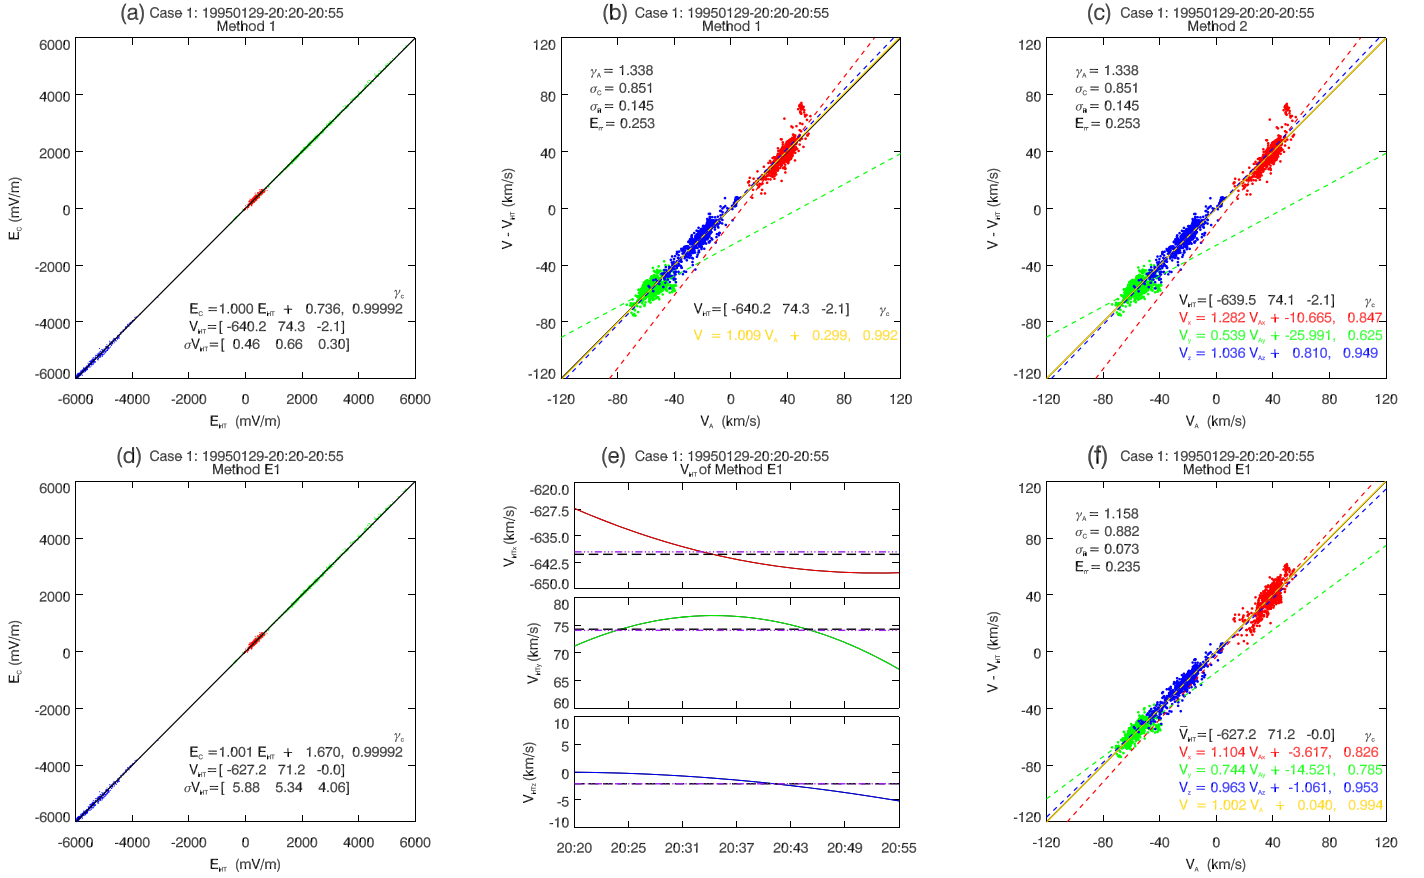 (a) Case 1: 19950129-20:20-20:55
Method 1
6000
4000
2000
0
-2000
-4000
-6000
E_C (mV/m)
γ_c
E_C=1.000 E_HT + 0.736, 0.99992
V_HT=[ -640.2 74.3 -2.1]
σV_HT=[ 0.46 0.66 0.30]
-6000 -4000 -2000 0 2000 4000 6000
E_HT (mV/m)
(b) Case 1: 19950129-20:20-20:55
Method 1
120
80
40
0
-40
-80
-120
V - V_HT (km/s)
γ_A = 1.338
σ_C = 0.851
σ_R = 0.145
E_rr = 0.253
V_HT=[ -640.2 74.3 -2.1] γ_c
V = 1.009 V_A + 0.299, 0.992
-120 -80 -40 0 40 80 120
V_A (km/s)
(c) Case 1: 19950129-20:20-20:55
Method 2
120
80
40
0
-40
-80
-120
V - V_HT (km/s)
γ_A = 1.338
σ_C = 0.851
σ_R = 0.145
E_rr = 0.253
V_HT=[ -639.5 74.1 -2.1] γ_c
V_x = 1.282 V_Ax + -10.665, 0.847
V_y = 0.539 V_Ay + -25.991, 0.625
V_z = 1.036 V_Az + 0.810, 0.949
-120 -80 -40 0 40 80 120
V_A (km/s)
(d) Case 1: 19950129-20:20-20:55
Method E1
6000
4000
2000
0
-2000
-4000
-6000
E_C (mV/m)
γ_c
E_C=1.001 E_HT + 1.670, 0.99992
V_HT=[ -627.2 71.2 -0.0]
σV_HT=[ 5.88 5.34 4.06]
-6000 -4000 -2000 0 2000 4000 6000
E_HT (mV/m)
(e) Case 1: 19950129-20:20-20:55
V_HT of Method E1
-620.0
-627.5
-635.0
-642.5
-650.0
V_HTx (km/s)
80
75
70
65
60
V_HTy (km/s)
10
5
0
-5
-10
V_HTz (km/s)
20:20 20:25 20:31 20:37 20:43 20:49 20:55
(f) Case 1: 19950129-20:20-20:55
Method E1
120
80
40
0
-40
-80
-120
V - V_HT (km/s)
γ_A = 1.158
σ_C = 0.882
σ_R = 0.073
E_rr = 0.235
V̄_HT=[ -627.2 71.2 -0.0] γ_c
V_x = 1.104 V_Ax + -3.617, 0.826
V_y = 0.744 V_Ay + -14.521, 0.785
V_z = 0.963 V_Az + -1.061, 0.953
V = 1.002 V_A + 0.040, 0.994
-120 -80 -40 0 40 80 120
V_A (km/s)